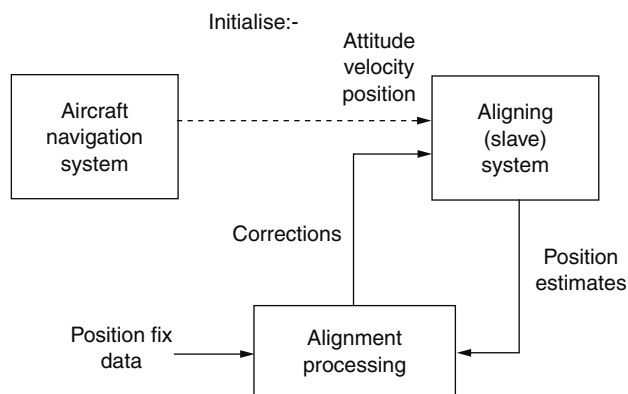 Initialise:-
Attitude
velocity
position
Aircraft
navigation
system
Aligning
(slave)
system
Corrections
Position
estimates
Position fix
data
Alignment
processing